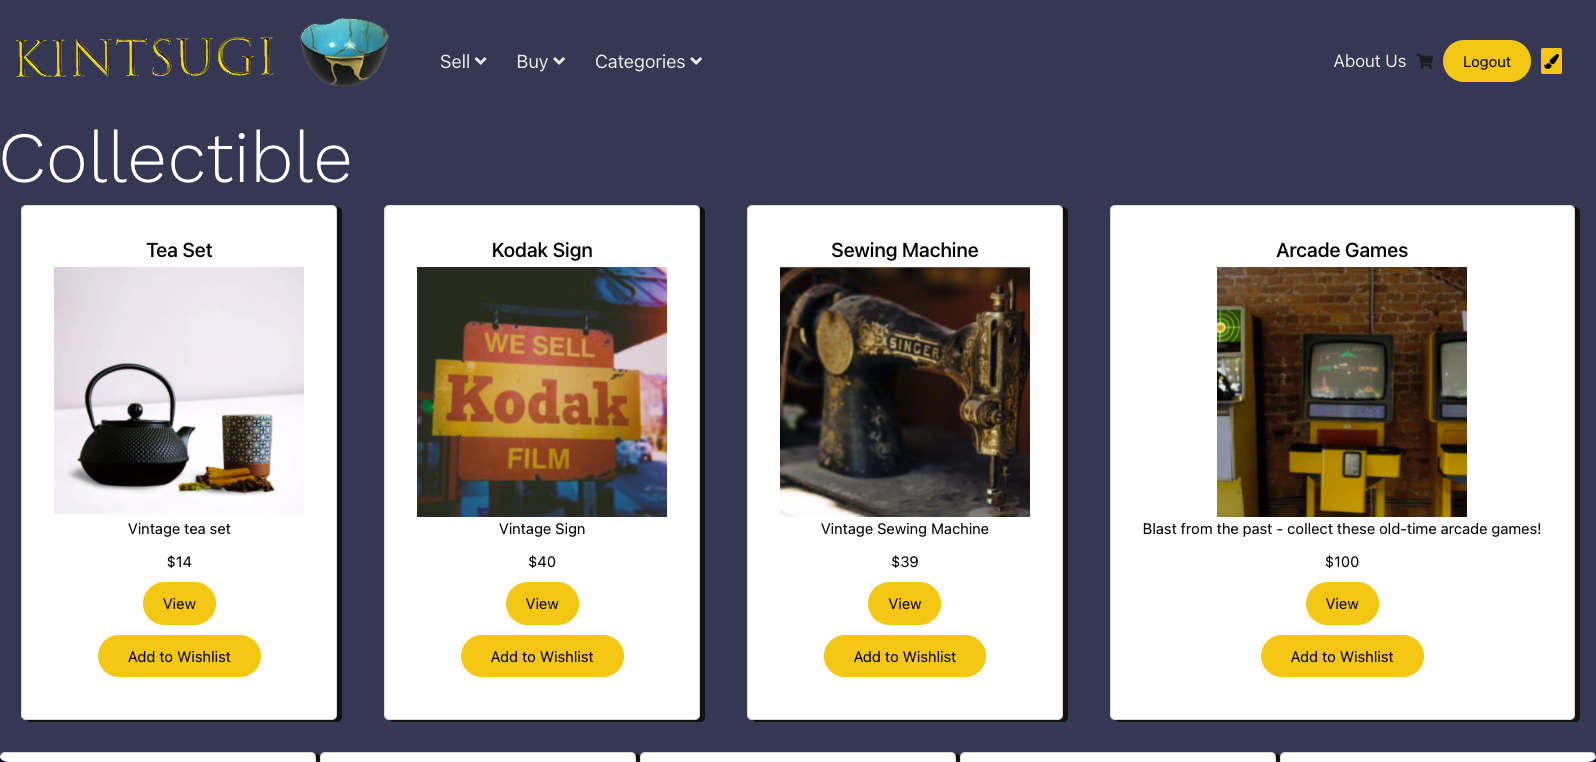 KINTSUGI
Sell
Buy
Categories
About Us
Logout
Collectible
Tea Set
Vintage tea set
$14
View
Add to Wishlist
Kodak Sign
WE SELL
Kodak
FILM
Vintage Sign
$40
View
Add to Wishlist
Sewing Machine
SINGER
Vintage Sewing Machine
$39
View
Add to Wishlist
Arcade Games
Blast from the past - collect these old-time arcade games!
$100
View
Add to Wishlist